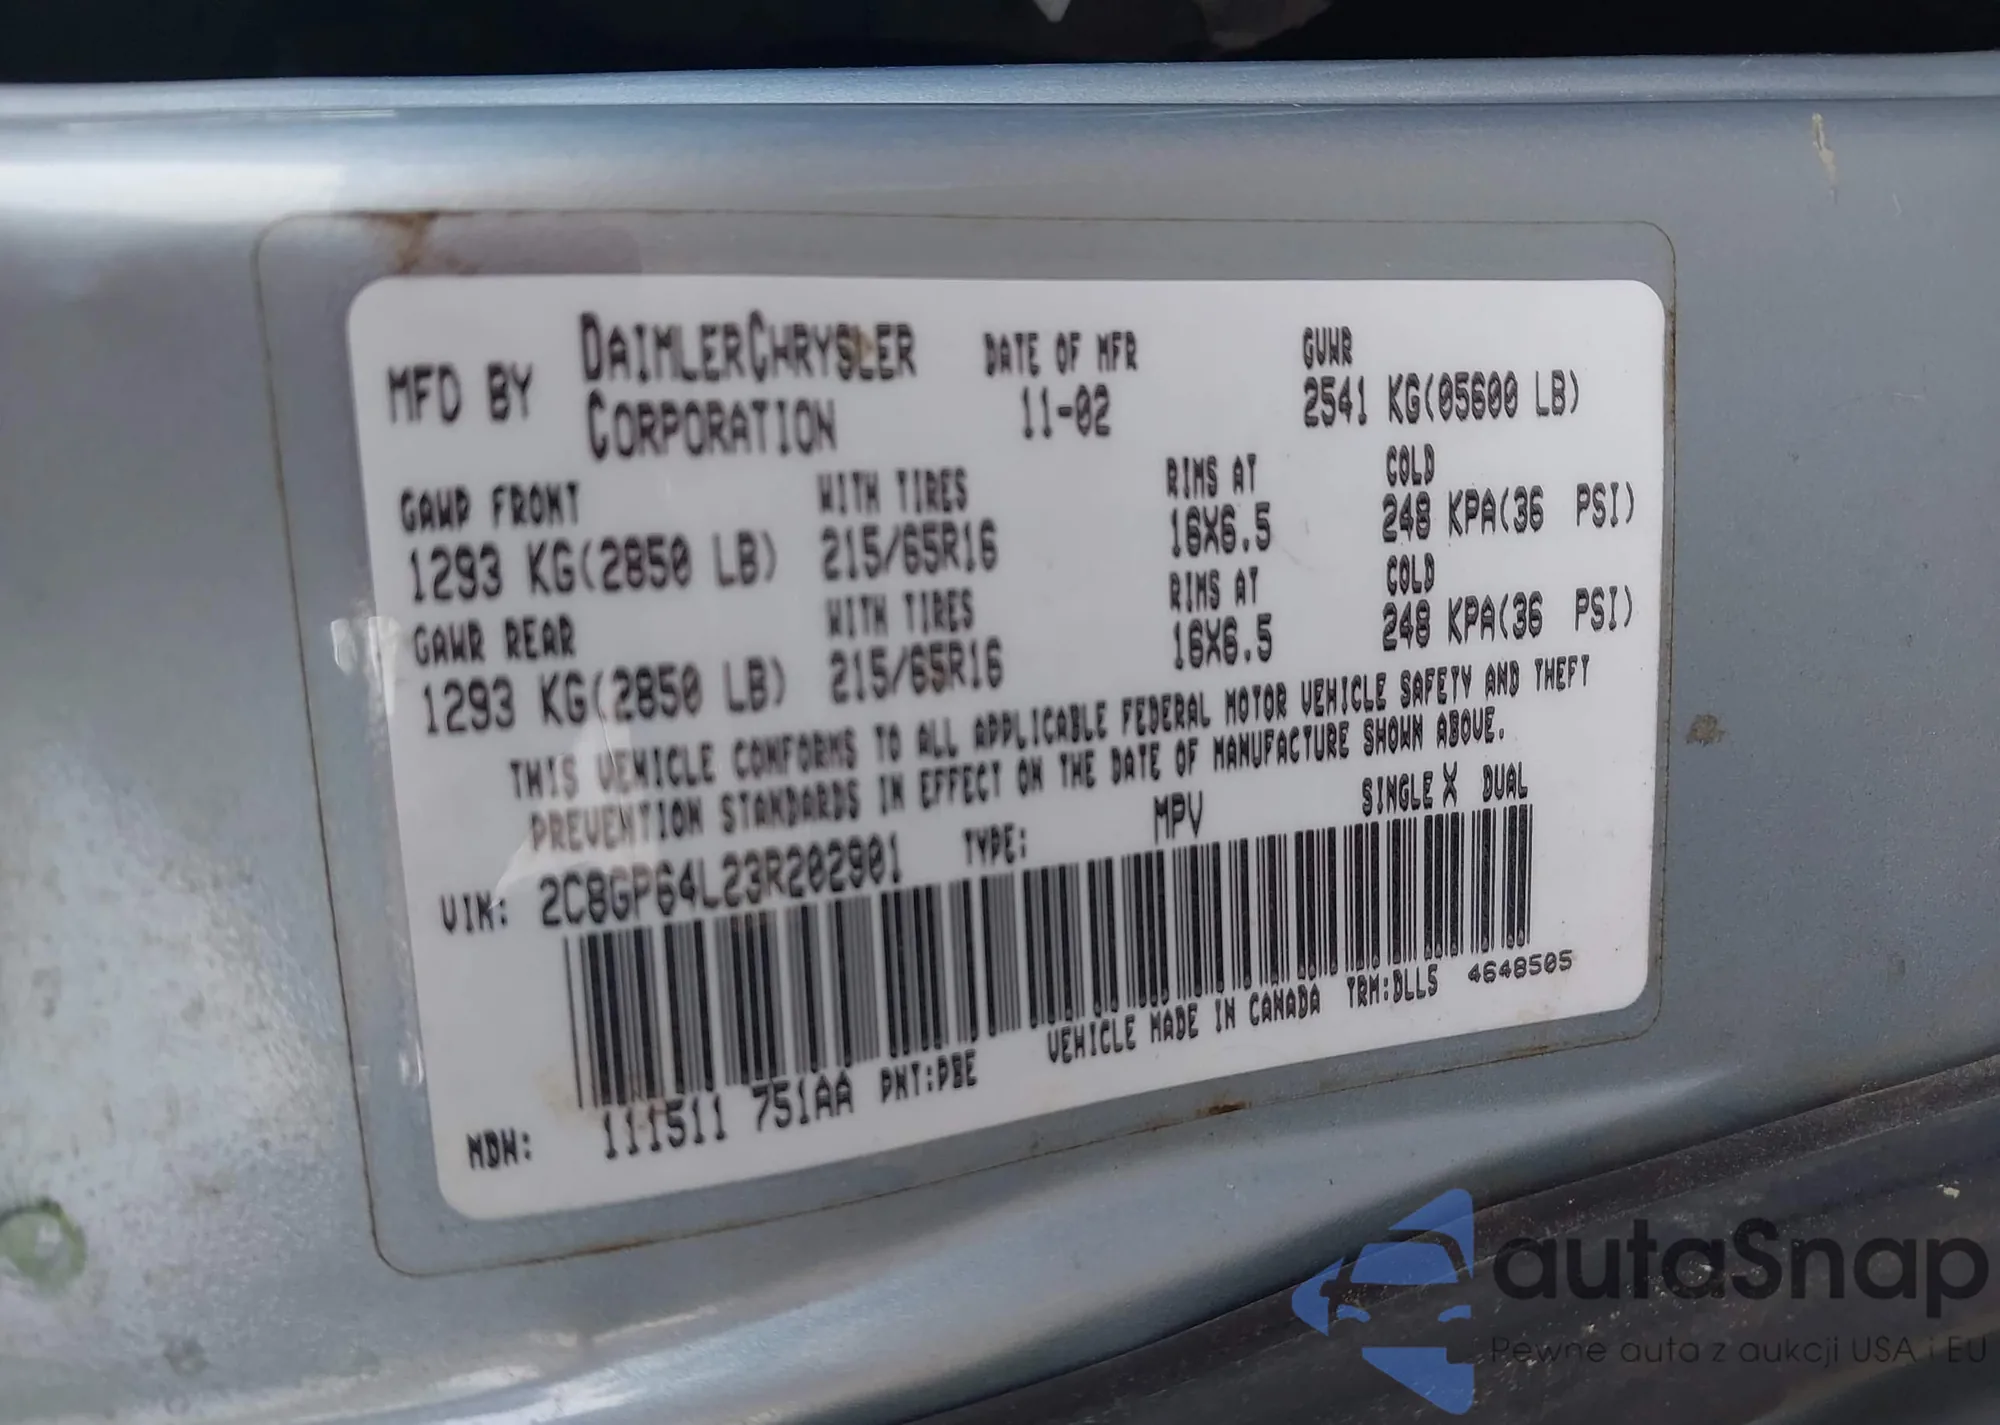 MFD BY DAIMLERCHRYSLER CORPORATION DATE OF MFR 11-02 GVWR 2541 KG(05600 LB)
GAWR FRONT WITH TIRES RIMS AT COLD
1293 KG(2850 LB) 215/65R16 16X6.5 248 KPA(36 PSI)
GAWR REAR WITH TIRES RIMS AT COLD
1293 KG(2850 LB) 215/65R16 16X6.5 248 KPA(36 PSI)
THIS VEHICLE CONFORMS TO ALL APPLICABLE FEDERAL MOTOR VEHICLE SAFETY AND THEFT
PREVENTION STANDARDS IN EFFECT ON THE DATE OF MANUFACTURE SHOWN ABOVE.
VIN: 2C8GP64L23R202901 TYPE: MPV SINGLE X DUAL
MDH: 111511 751AA PNT:PBE VEHICLE MADE IN CANADA TRM:DLL5 4648505
autaSnap
Pewne auta z aukcji USA i EU